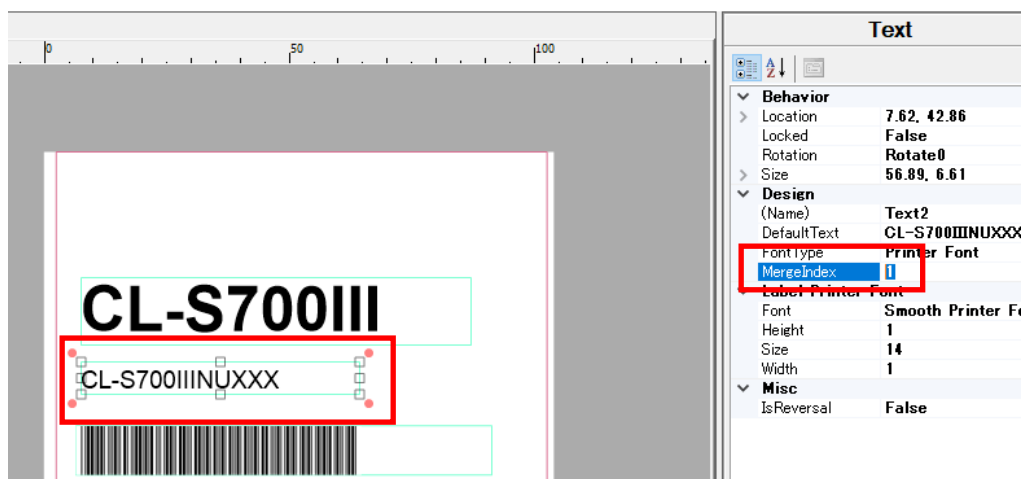 Text
0 50 100
Behavior
Location 7.62, 42.86
Locked False
Rotation Rotate0
Size 56.89, 6.61
Design
(Name) Text2
DefaultText CL-S700IIINUXXX
FontType Printer Font
MergeIndex 1
Label Printer Font
Font Smooth Printer Fo
Height 1
Size 14
Width 1
Misc
IsReversal False
CL-S700III
CL-S700IIINUXXX